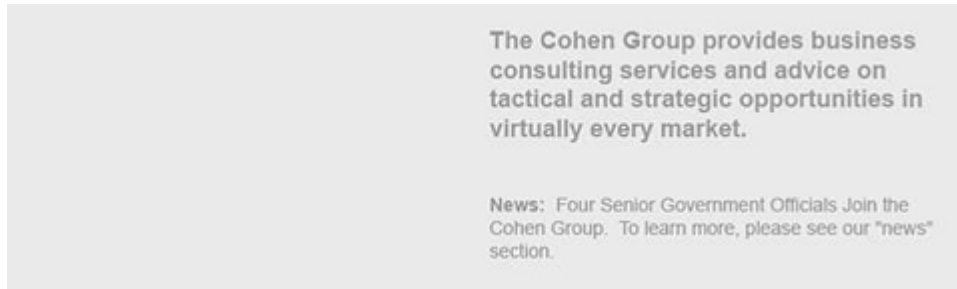 The Cohen Group provides business
consulting services and advice on
tactical and strategic opportunities in
virtually every market.
News: Four Senior Government Officials Join the
Cohen Group. To learn more, please see our "news"
section.